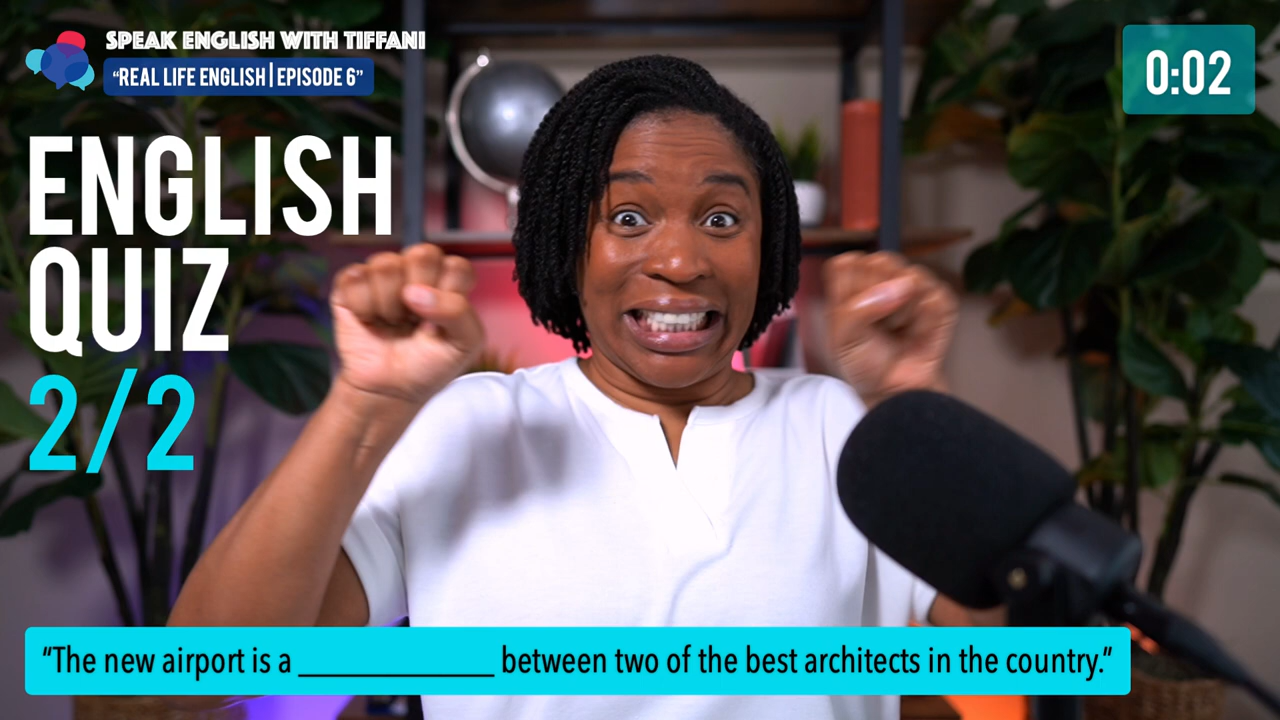 SPEAK ENGLISH WITH TIFFANI
"REAL LIFE ENGLISH | EPISODE 6"
0:02
ENGLISH
QUIZ
2/2
"The new airport is a ______________ between two of the best architects in the country."